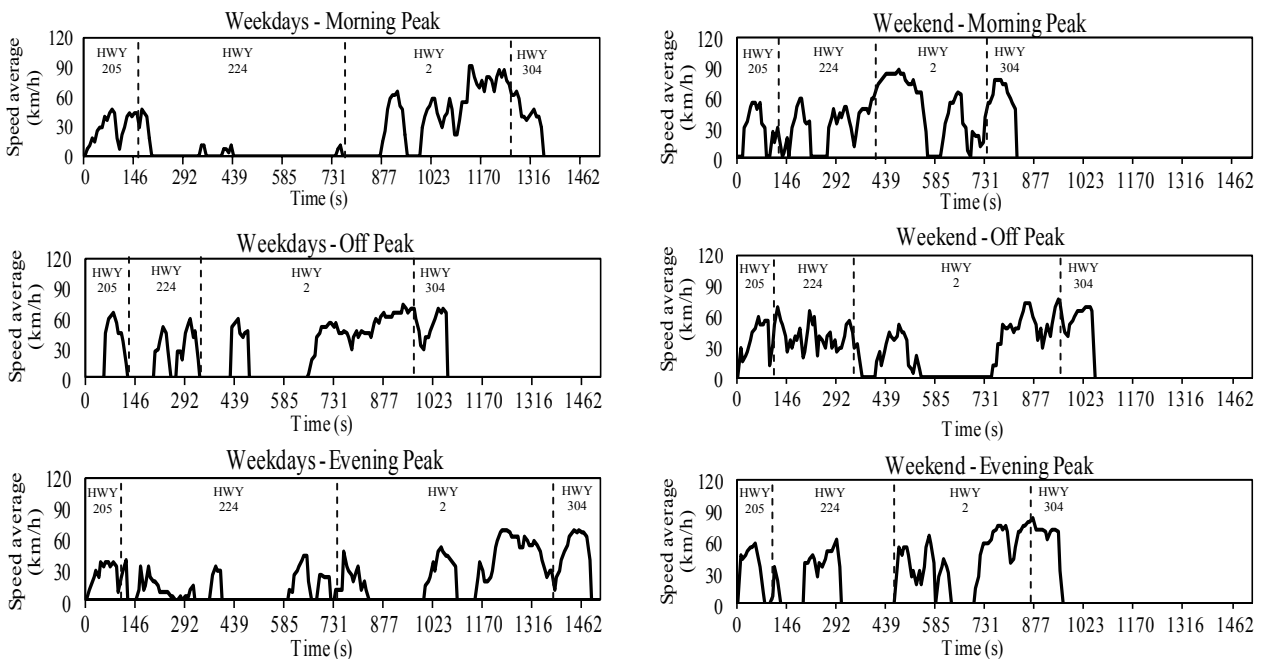 Weekdays - Morning Peak
Speed average
(km/h)
120
90
60
30
0
HWY
205
HWY
224
HWY
2
HWY
304
0 146 292 439 585 731 877 1023 1170 1316 1462
Time (s)
Weekend - Morning Peak
Speed average
(km/h)
120
90
60
30
0
HWY
205
HWY
224
HWY
2
HWY
304
0 146 292 439 585 731 877 1023 1170 1316 1462
Time (s)
Weekdays - Off Peak
Speed average
(km/h)
120
90
60
30
0
HWY
205
HWY
224
HWY
2
HWY
304
0 146 292 439 585 731 877 1023 1170 1316 1462
Time (s)
Weekend - Off Peak
Speed average
(km/h)
120
90
60
30
0
HWY
205
HWY
224
HWY
2
HWY
304
0 146 292 439 585 731 877 1023 1170 1316 1462
Time (s)
Weekdays - Evening Peak
Speed average
(km/h)
120
90
60
30
0
HWY
205
HWY
224
HWY
2
HWY
304
0 146 292 439 585 731 877 1023 1170 1316 1462
Time (s)
Weekend - Evening Peak
Speed average
(km/h)
120
90
60
30
0
HWY
205
HWY
224
HWY
2
HWY
304
0 146 292 439 585 731 877 1023 1170 1316 1462
Time (s)